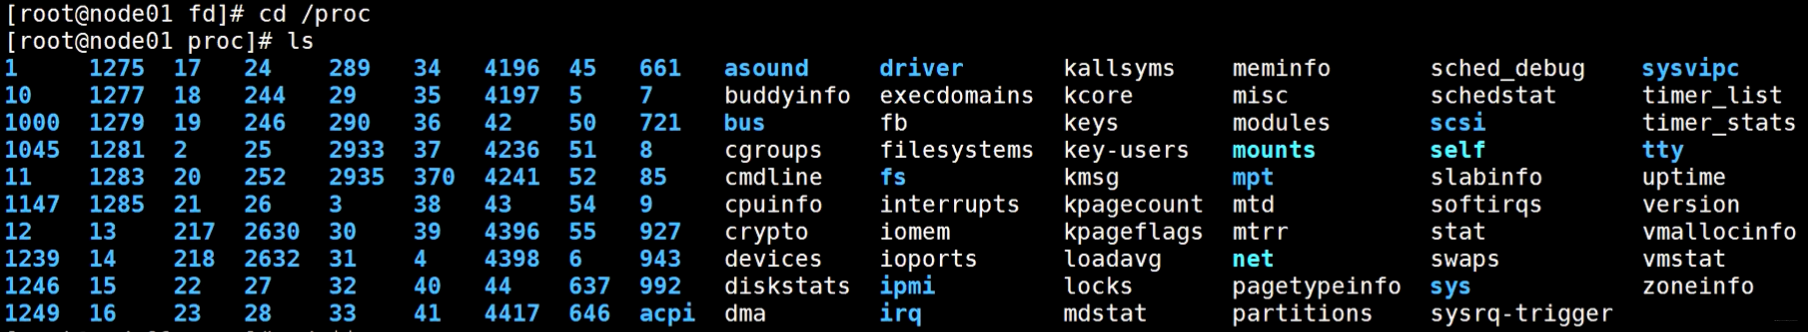 [root@node01 fd]# cd /proc
[root@node01 proc]# ls
1 1275 17 24 289 34 4196 45 661 asound driver kallsyms meminfo sched_debug sysvipc
10 1277 18 244 29 35 4197 5 7 buddyinfo execdomains kcore misc schedstat timer_list
1000 1279 19 246 290 36 42 50 721 bus fb keys modules scsi timer_stats
1045 1281 2 25 2933 37 4236 51 8 cgroups filesystems key-users mounts self tty
11 1283 20 252 2935 370 4241 52 85 cmdline fs kmsg mpt slabinfo uptime
1147 1285 21 26 3 38 43 54 9 cpuinfo interrupts kpagecount mtd softirqs version
12 13 217 2630 30 39 4396 55 927 crypto iomem kpageflags mtrr stat vmallocinfo
1239 14 218 2632 31 4 4398 6 943 devices ioports loadavg net swaps vmstat
1246 15 22 27 32 40 44 637 992 diskstats ipmi locks pagetypeinfo sys zoneinfo
1249 16 23 28 33 41 4417 646 acpi dma irq mdstat partitions sysrq-trigger